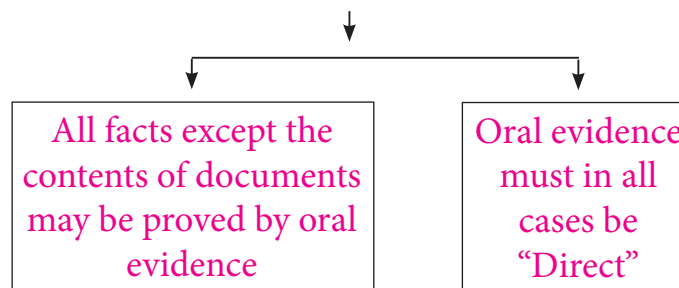 All facts except the
contents of documents
may be proved by oral
evidence
Oral evidence
must in all
cases be
“Direct”